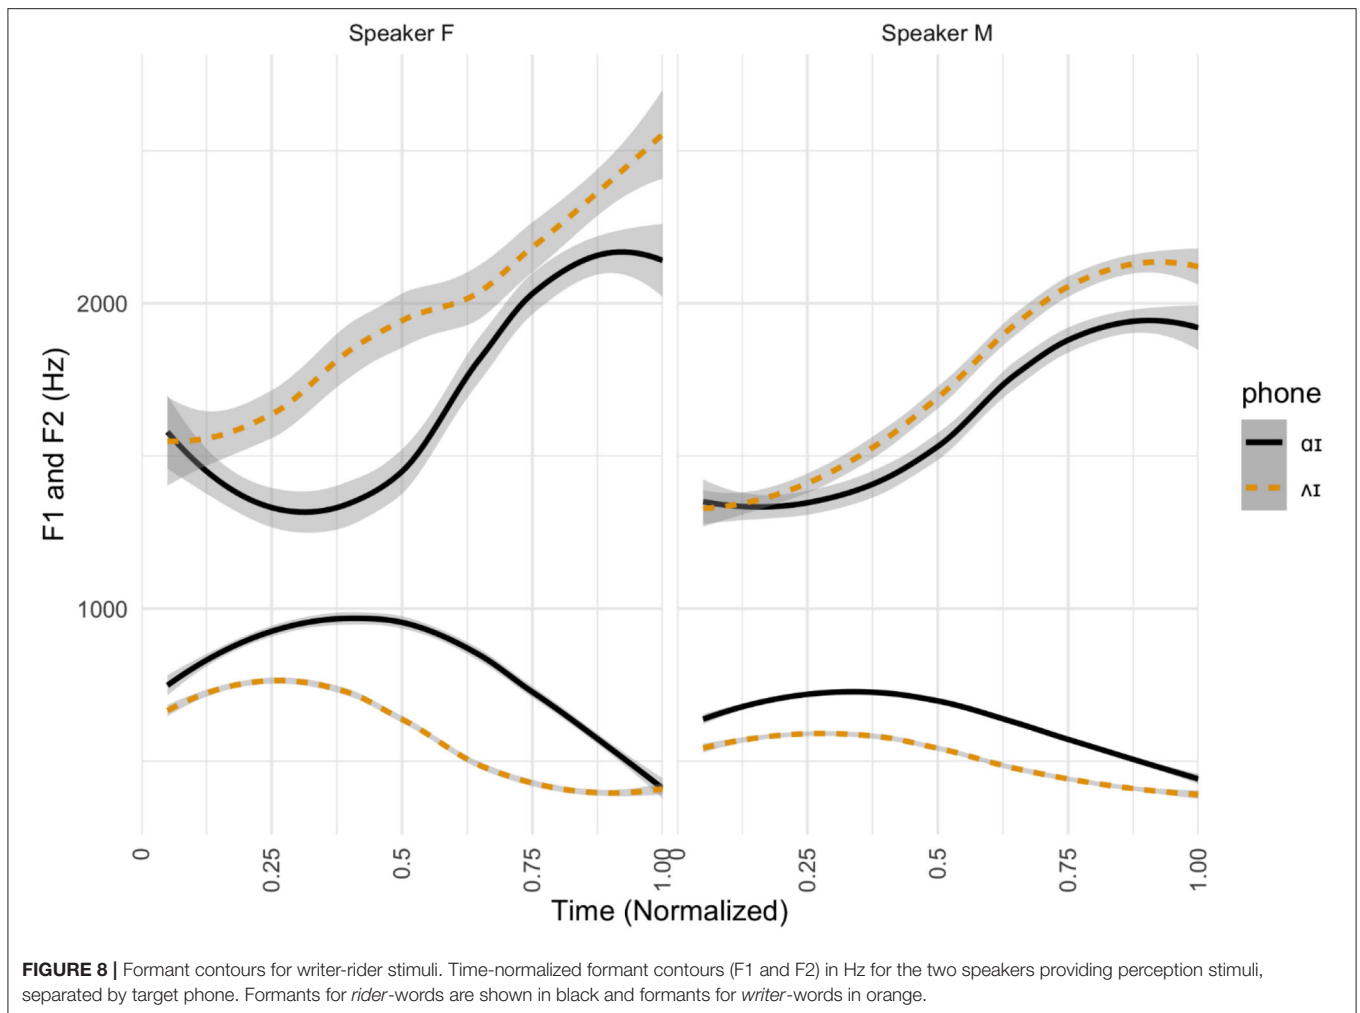 Speaker F
Speaker M
F1 and F2 (Hz)
2000
1000
0
0.25
0.5
0.75
1.00
0
0.25
0.5
0.75
1.00
Time (Normalized)
phone
ɑɪ
ʌɪ
FIGURE 8 | Formant contours for writer-rider stimuli. Time-normalized formant contours (F1 and F2) in Hz for the two speakers providing perception stimuli,
separated by target phone. Formants for rider-words are shown in black and formants for writer-words in orange.